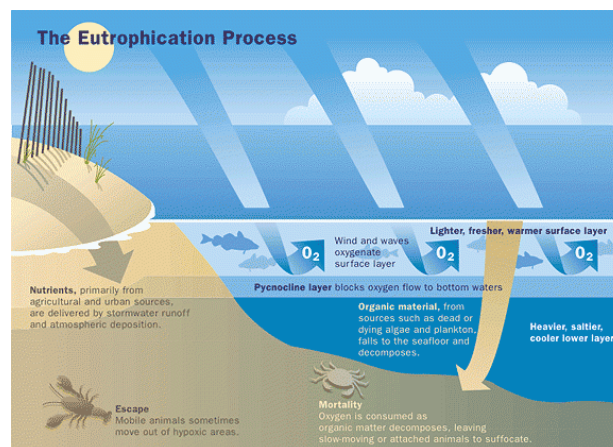 The Eutrophication Process
Lighter, fresher, warmer surface layer
Wind and waves
oxygenate
surface layer
O2
O2
O2
Pycnocline layer blocks oxygen flow to bottom waters
Nutrients, primarily from
agricultural and urban sources,
are delivered by stormwater runoff
and atmospheric deposition.
Organic material, from
sources such as dead or
dying algae and plankton,
falls to the seafloor and
decomposes.
Heavier, saltier,
cooler lower layer
Escape
Mobile animals sometimes
move out of hypoxic areas.
Mortality
Oxygen is consumed as
organic matter decomposes, leaving
slow-moving or attached animals to suffocate.